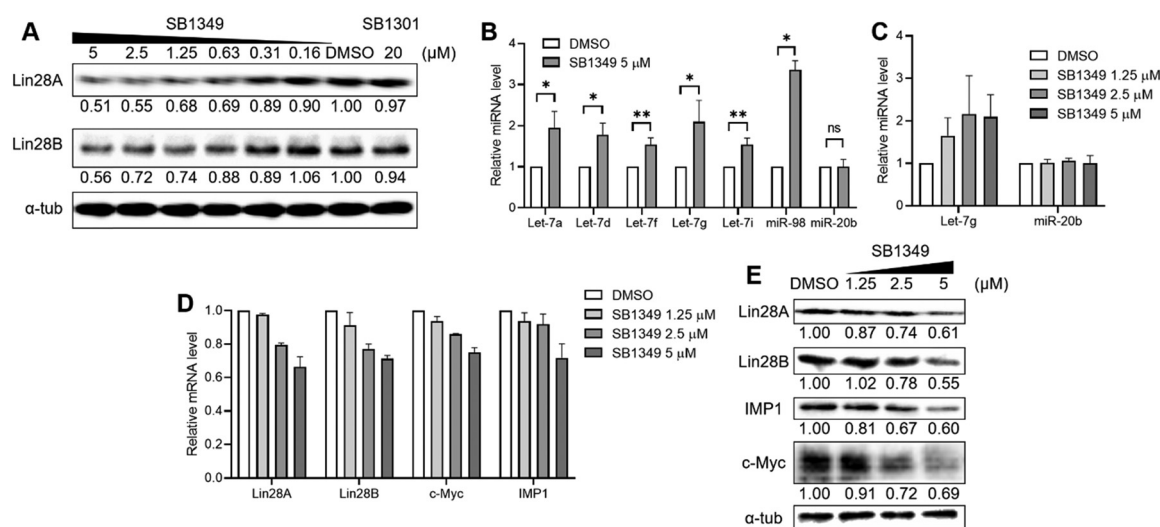 A
SB1349 SB1301
5 2.5 1.25 0.63 0.31 0.16 DMSO 20 (μM)
Lin28A
0.51 0.55 0.68 0.69 0.89 0.90 1.00 0.97
Lin28B
0.56 0.72 0.74 0.88 0.89 1.06 1.00 0.94
α-tub
B
DMSO
SB1349 5 μM
Relative miRNA level
4
3
2
1
0
* * ** * ** * ns
Let-7a Let-7d Let-7f Let-7g Let-7i miR-98 miR-20b
C
DMSO
SB1349 1.25 μM
SB1349 2.5 μM
SB1349 5 μM
Relative miRNA level
4
3
2
1
0
Let-7g miR-20b
D
DMSO
SB1349 1.25 μM
SB1349 2.5 μM
SB1349 5 μM
Relative mRNA level
1.0
0.8
0.6
0.4
0.2
0.0
Lin28A Lin28B c-Myc IMP1
E
SB1349
DMSO 1.25 2.5 5 (μM)
Lin28A
1.00 0.87 0.74 0.61
Lin28B
1.00 1.02 0.78 0.55
IMP1
1.00 0.81 0.67 0.60
c-Myc
1.00 0.91 0.72 0.69
α-tub